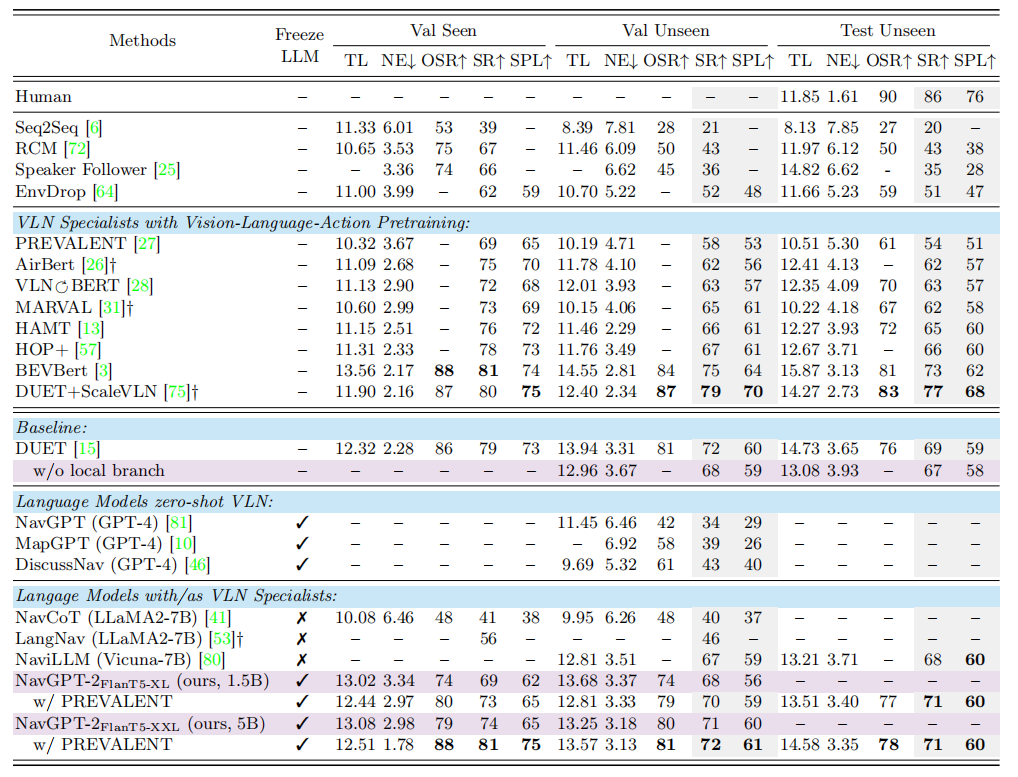 Methods Freeze LLM Val Seen Val Unseen Test Unseen
TL NE↓ OSR↑ SR↑ SPL↑ TL NE↓ OSR↑ SR↑ SPL↑ TL NE↓ OSR↑ SR↑ SPL↑
Human – – – – – – – – – – – 11.85 1.61 90 86 76
Seq2Seq [6] – 11.33 6.01 53 39 – 8.39 7.81 28 21 – 8.13 7.85 27 20 –
RCM [72] – 10.65 3.53 75 67 – 11.46 6.09 50 43 – 11.97 6.12 50 43 38
Speaker Follower [25] – – 3.36 74 66 – – 6.62 45 36 – 14.82 6.62 - 35 28
EnvDrop [64] – 11.00 3.99 – 62 59 10.70 5.22 – 52 48 11.66 5.23 59 51 47
VLN Specialists with Vision-Language-Action Pretraining:
PREVALENT [27] – 10.32 3.67 – 69 65 10.19 4.71 – 58 53 10.51 5.30 61 54 51
AirBert [26]† – 11.09 2.68 – 75 70 11.78 4.10 – 62 56 12.41 4.13 – 62 57
VLN↻BERT [28] – 11.13 2.90 – 72 68 12.01 3.93 – 63 57 12.35 4.09 70 63 57
MARVAL [31]† – 10.60 2.99 – 73 69 10.15 4.06 – 65 61 10.22 4.18 67 62 58
HAMT [13] – 11.15 2.51 – 76 72 11.46 2.29 – 66 61 12.27 3.93 72 65 60
HOP+ [57] – 11.31 2.33 – 78 73 11.76 3.49 – 67 61 12.67 3.71 – 66 60
BEVBert [3] – 13.56 2.17 88 81 74 14.55 2.81 84 75 64 15.87 3.13 81 73 62
DUET+ScaleVLN [75]† – 11.90 2.16 87 80 75 12.40 2.34 87 79 70 14.27 2.73 83 77 68
Baseline:
DUET [15] – 12.32 2.28 86 79 73 13.94 3.31 81 72 60 14.73 3.65 76 69 59
w/o local branch – – – – – – 12.96 3.67 – 68 59 13.08 3.93 – 67 58
Language Models zero-shot VLN:
NavGPT (GPT-4) [81] ✓ – – – – – 11.45 6.46 42 34 29 – – – – –
MapGPT (GPT-4) [10] ✓ – – – – – – 6.92 58 39 26 – – – – –
DiscussNav (GPT-4) [46] ✓ – – – – – 9.69 5.32 61 43 40 – – – – –
Langage Models with/as VLN Specialists:
NavCoT (LLaMA2-7B) [41] ✗ 10.08 6.46 48 41 38 9.95 6.26 48 40 37 – – – – –
LangNav (LLaMA2-7B) [53]† ✗ – – – 56 – – – – 46 – – – – – –
NaviLLM (Vicuna-7B) [80] ✗ – – – – – 12.81 3.51 – 67 59 13.21 3.71 – 68 60
NavGPT-2FlanT5-XL (ours, 1.5B) ✓ 13.02 3.34 74 69 62 13.68 3.37 74 68 56 – – – – –
w/ PREVALENT ✓ 12.44 2.97 80 73 65 12.81 3.33 79 70 59 13.51 3.40 77 71 60
NavGPT-2FlanT5-XXL (ours, 5B) ✓ 13.08 2.98 79 74 65 13.25 3.18 80 71 60 – – – – –
w/ PREVALENT ✓ 12.51 1.78 88 81 75 13.57 3.13 81 72 61 14.58 3.35 78 71 60